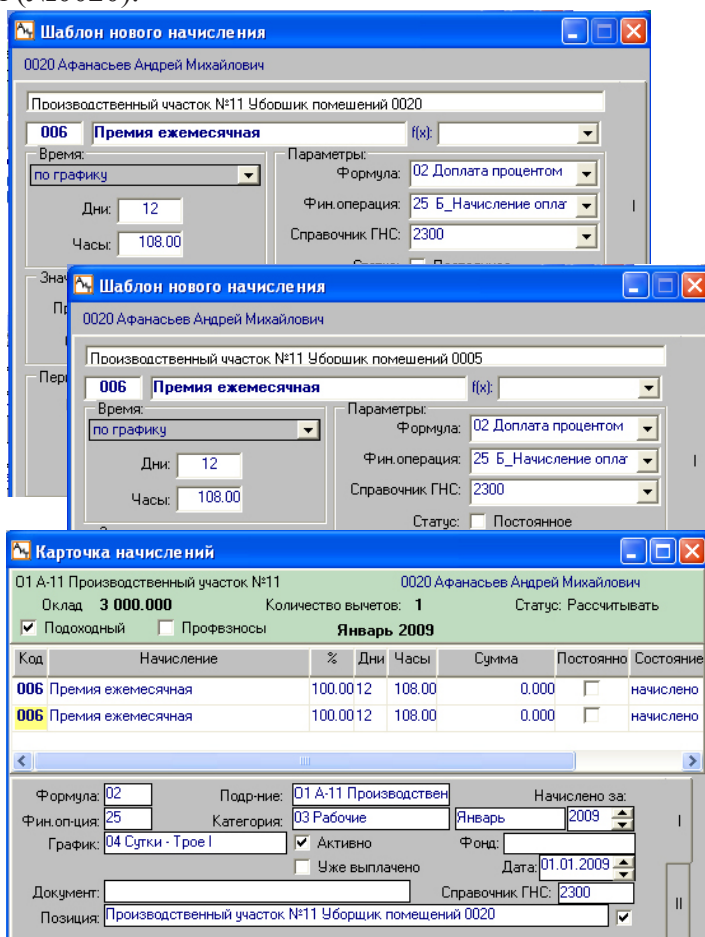 (№0020).
Шаблон нового начисления
0020 Афанасьев Андрей Михайлович
Производственный участок №11 Уборщик помещений 0020
006 Премия ежемесячная f(x):
Время: Параметры:
по графику Формула: 02 Доплата процентом
Дни: 12 Фин.операция: 25 Б_Начисление опла
Часы: 108.00 Справочник ГНС: 2300
Шаблон нового начисления
0020 Афанасьев Андрей Михайлович
Производственный участок №11 Уборщик помещений 0005
006 Премия ежемесячная f(x):
Время: Параметры:
по графику Формула: 02 Доплата процентом
Дни: 12 Фин.операция: 25 Б_Начисление опла I
Часы: 108.00 Справочник ГНС: 2300
Статус: Постоянное
Карточка начислений
01 А-11 Производственный участок №11 0020 Афанасьев Андрей Михайлович
Оклад 3 000.000 Количество вычетов: 1 Статус: Рассчитывать
Подоходный Профвзносы Январь 2009
Код Начисление % Дни Часы Сумма Постоянно Состояние
006 Премия ежемесячная 100.00 12 108.00 0.000 начислено
006 Премия ежемесячная 100.00 12 108.00 0.000 начислено
Формула: 02 Подр-ние: 01 А-11 Производствен Начислено за:
Фин.оп-ция: 25 Категория: 03 Рабочие Январь 2009 I
График: 04 Сутки - Трое I Активно Фонд:
Уже выплачено Дата: 01.01.2009
Документ: Справочник ГНС: 2300 II
Позиция: Производственный участок №11 Уборщик помещений 0020